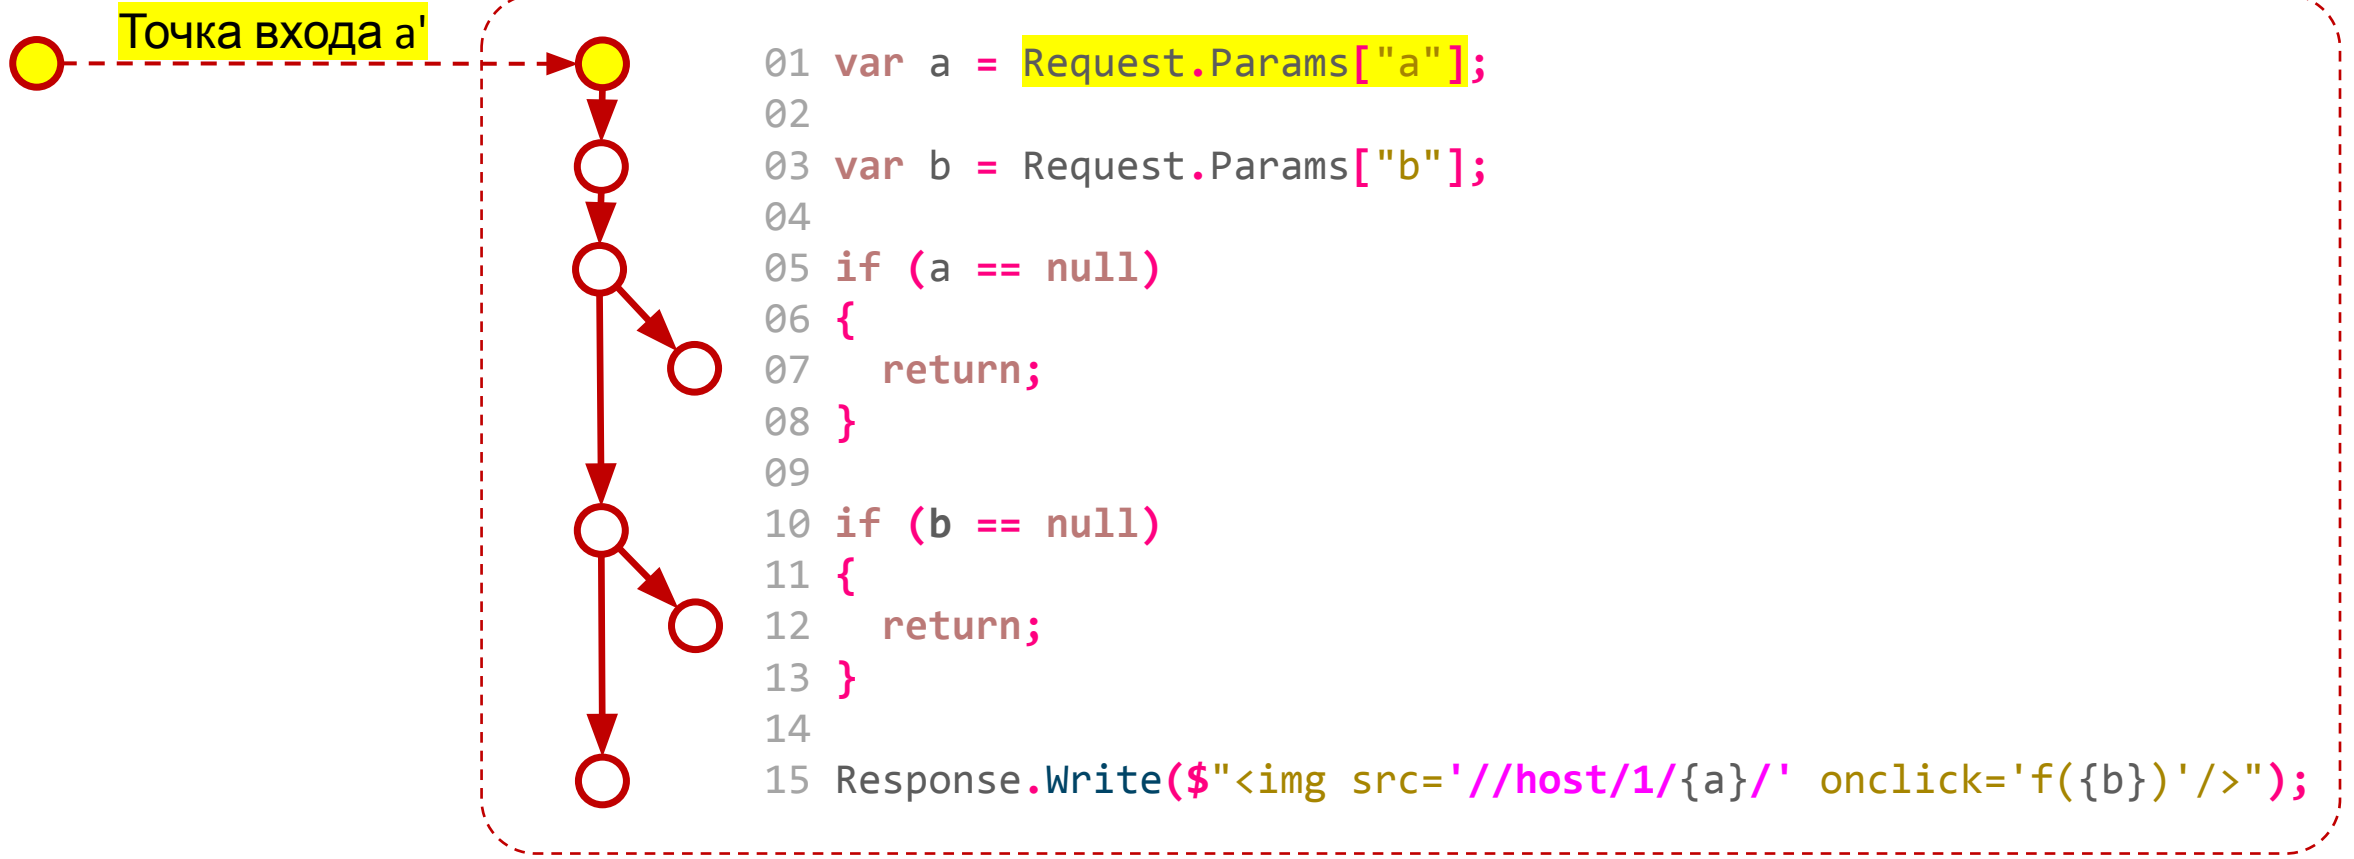 Точка входа a'
01 var a = Request.Params["a"];
02
03 var b = Request.Params["b"];
04
05 if (a == null)
06 {
07   return;
08 }
09
10 if (b == null)
11 {
12   return;
13 }
14
15 Response.Write($"<img src='//host/1/{a}/' onclick='f({b})'/>");